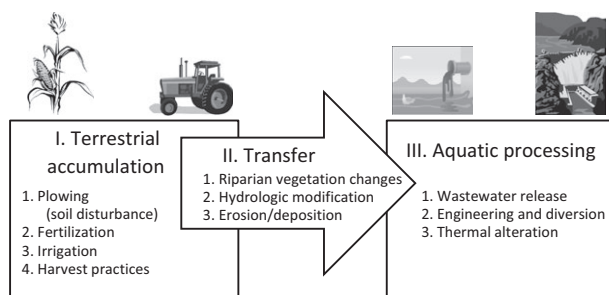 I. Terrestrial
accumulation
1. Plowing
(soil disturbance)
2. Fertilization
3. Irrigation
4. Harvest practices
II. Transfer
1. Riparian vegetation changes
2. Hydrologic modification
3. Erosion/deposition
III. Aquatic processing
1. Wastewater release
2. Engineering and diversion
3. Thermal alteration